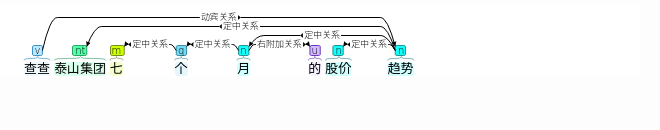 动宾关系
定中关系
定中关系
定中关系 定中关系 右附加关系 定中关系
v nt m q n u n n
查查 泰山集团 七 个 月 的 股价 趋势